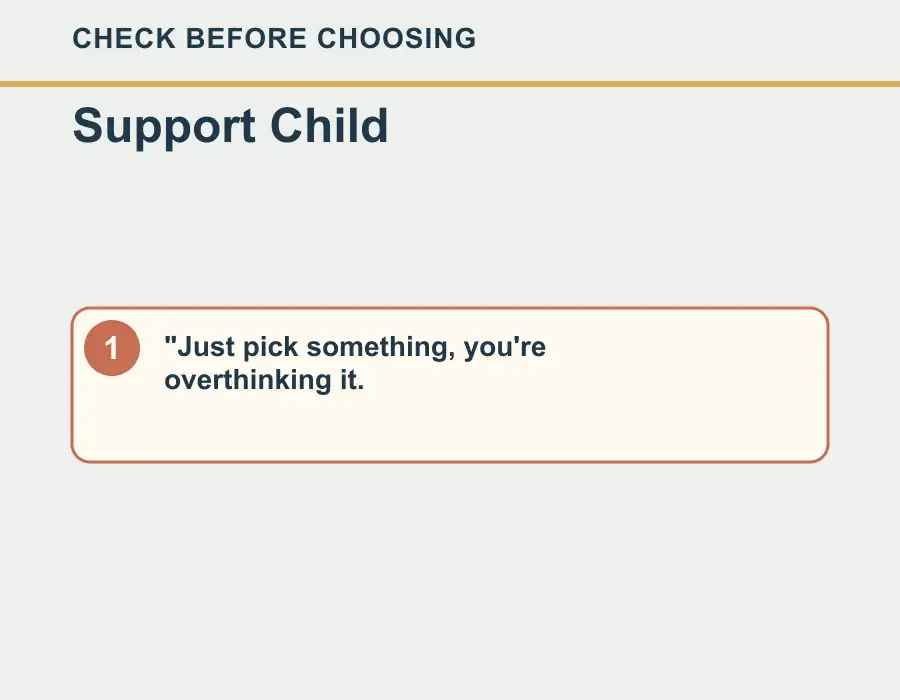 CHECK BEFORE CHOOSING
Support Child
1
"Just pick something, you're
overthinking it.